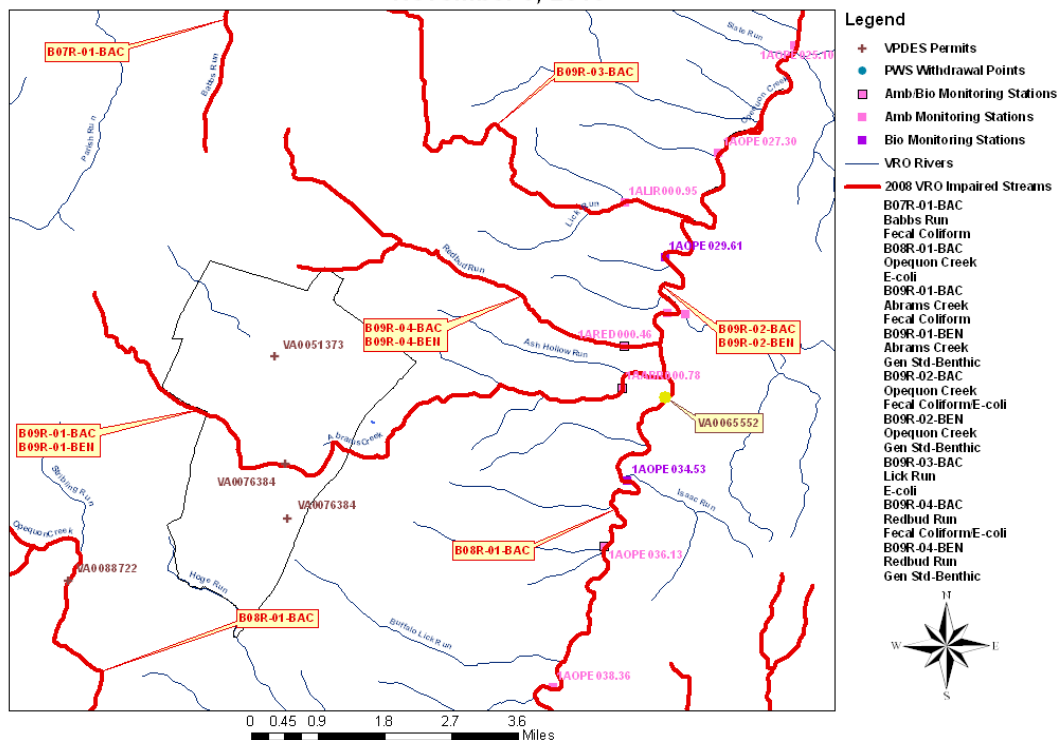 B07R-01-BAC
Babbs Run
Parish Run
B09R-03-BAC
Slate Run
1AOPE025.10
Opequon Creek
1AOPE027.30
1ALIR000.95
Lick Run
1AOPE029.61
Redbud Run
B09R-04-BAC
B09R-04-BEN
B09R-02-BAC
B09R-02-BEN
1ARED000.46
Ash Hollow Run
VA0051373
VA0065552
B09R-01-BAC
B09R-01-BEN
Abrams Creek
VA0076384
VA0076384
Stribling Run
Opequon Creek
VA0088722
1AOPE034.53
Isaac Run
B08R-01-BAC
1AOPE036.13
Hoge Run
B08R-01-BAC
Buffalo Lick Run
1AOPE038.36
0 0.45 0.9 1.8 2.7 3.6
Miles
Legend
VPDES Permits
PWS Withdrawal Points
Amb/Bio Monitoring Stations
Amb Monitoring Stations
Bio Monitoring Stations
VRO Rivers
2008 VRO Impaired Streams
B07R-01-BAC
Babbs Run
Fecal Coliform
B08R-01-BAC
Opequon Creek
E-coli
B09R-01-BAC
Abrams Creek
Fecal Coliform
B09R-01-BEN
Abrams Creek
Gen Std-Benthic
B09R-02-BAC
Opequon Creek
Fecal Coliform/E-coli
B09R-02-BEN
Opequon Creek
Gen Std-Benthic
B09R-03-BAC
Lick Run
E-coli
B09R-04-BAC
Redbud Run
Fecal Coliform/E-coli
B09R-04-BEN
Redbud Run
Gen Std-Benthic
N
W E
S